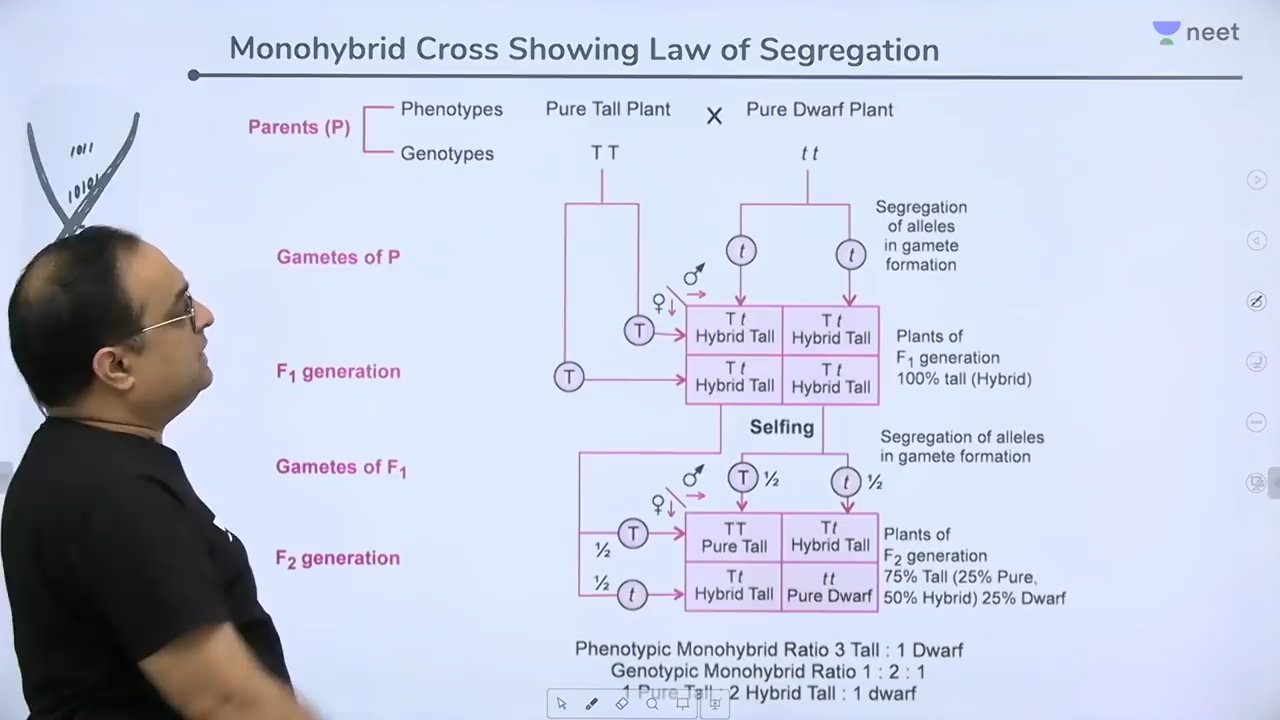 Monohybrid Cross Showing Law of Segregation
neet
1011
10101
Parents (P)
Phenotypes
Pure Tall Plant
X
Pure Dwarf Plant
Genotypes
T T
t t
Segregation
of alleles
in gamete
formation
Gametes of P
t
t
♂
♀
T
T t
Hybrid Tall
T t
Hybrid Tall
Plants of
F₁ generation
100% tall (Hybrid)
F₁ generation
T
T t
Hybrid Tall
T t
Hybrid Tall
Selfing
Segregation of alleles
in gamete formation
Gametes of F₁
♂
♀
T ½
t ½
T
½
TT
Pure Tall
Tt
Hybrid Tall
Plants of
F₂ generation
75% Tall (25% Pure,
50% Hybrid) 25% Dwarf
F₂ generation
½
t
Tt
Hybrid Tall
tt
Pure Dwarf
Phenotypic Monohybrid Ratio 3 Tall : 1 Dwarf
Genotypic Monohybrid Ratio 1 : 2 : 1
1 Pure Tall : 2 Hybrid Tall : 1 dwarf